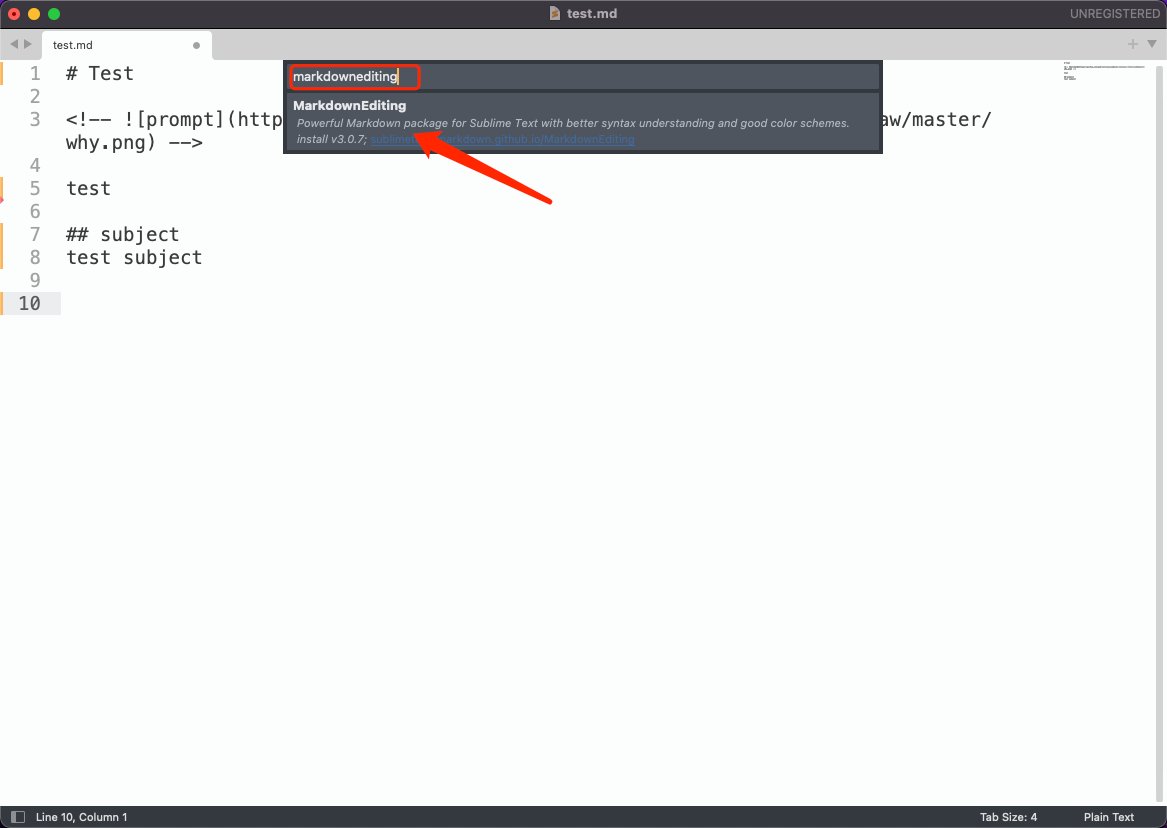 test.md
UNREGISTERED
test.md
markdownediting
MarkdownEditing
Powerful Markdown package for Sublime Text with better syntax understanding and good color schemes.
install v3.0.7; markdown.github.io/MarkdownEditing
1 # Test
2
3 <!-- ![prompt](http aw/master/
why.png) -->
4
5 test
6
7 ## subject
8 test subject
9
10
Line 10, Column 1
Tab Size: 4
Plain Text